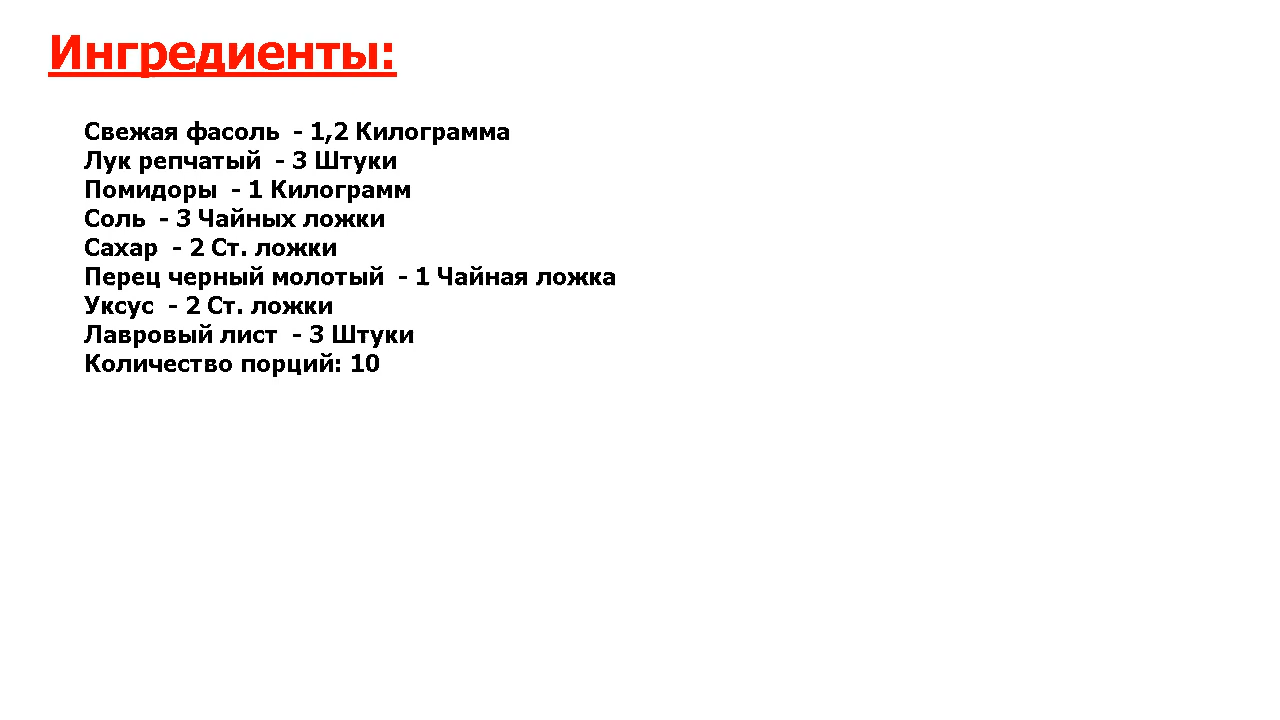 Ингредиенты:
Свежая фасоль - 1,2 Килограмма
Лук репчатый - 3 Штуки
Помидоры - 1 Килограмм
Соль - 3 Чайных ложки
Сахар - 2 Ст. ложки
Перец черный молотый - 1 Чайная ложка
Уксус - 2 Ст. ложки
Лавровый лист - 3 Штуки
Количество порций: 10